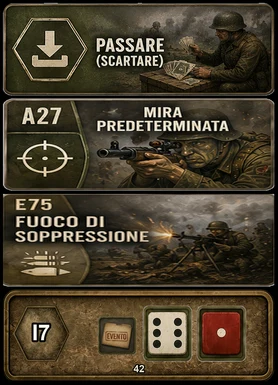 PASSARE
(SCARTARE)
A27
MIRA
PREDETERMINATA
E75
FUOCO DI
SOPPRESSIONE
I7
EVENTO
42